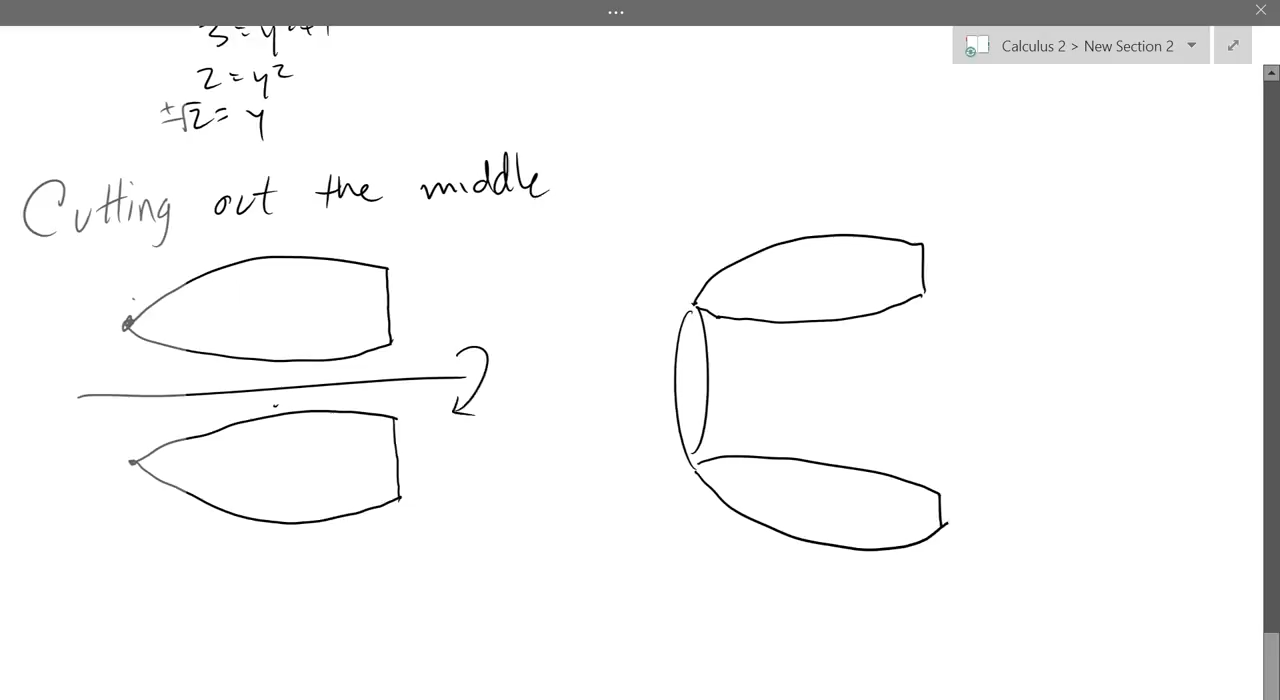 ...
Calculus 2 > New Section 2
2 = y²
±√2 = y
Cutting out the middle